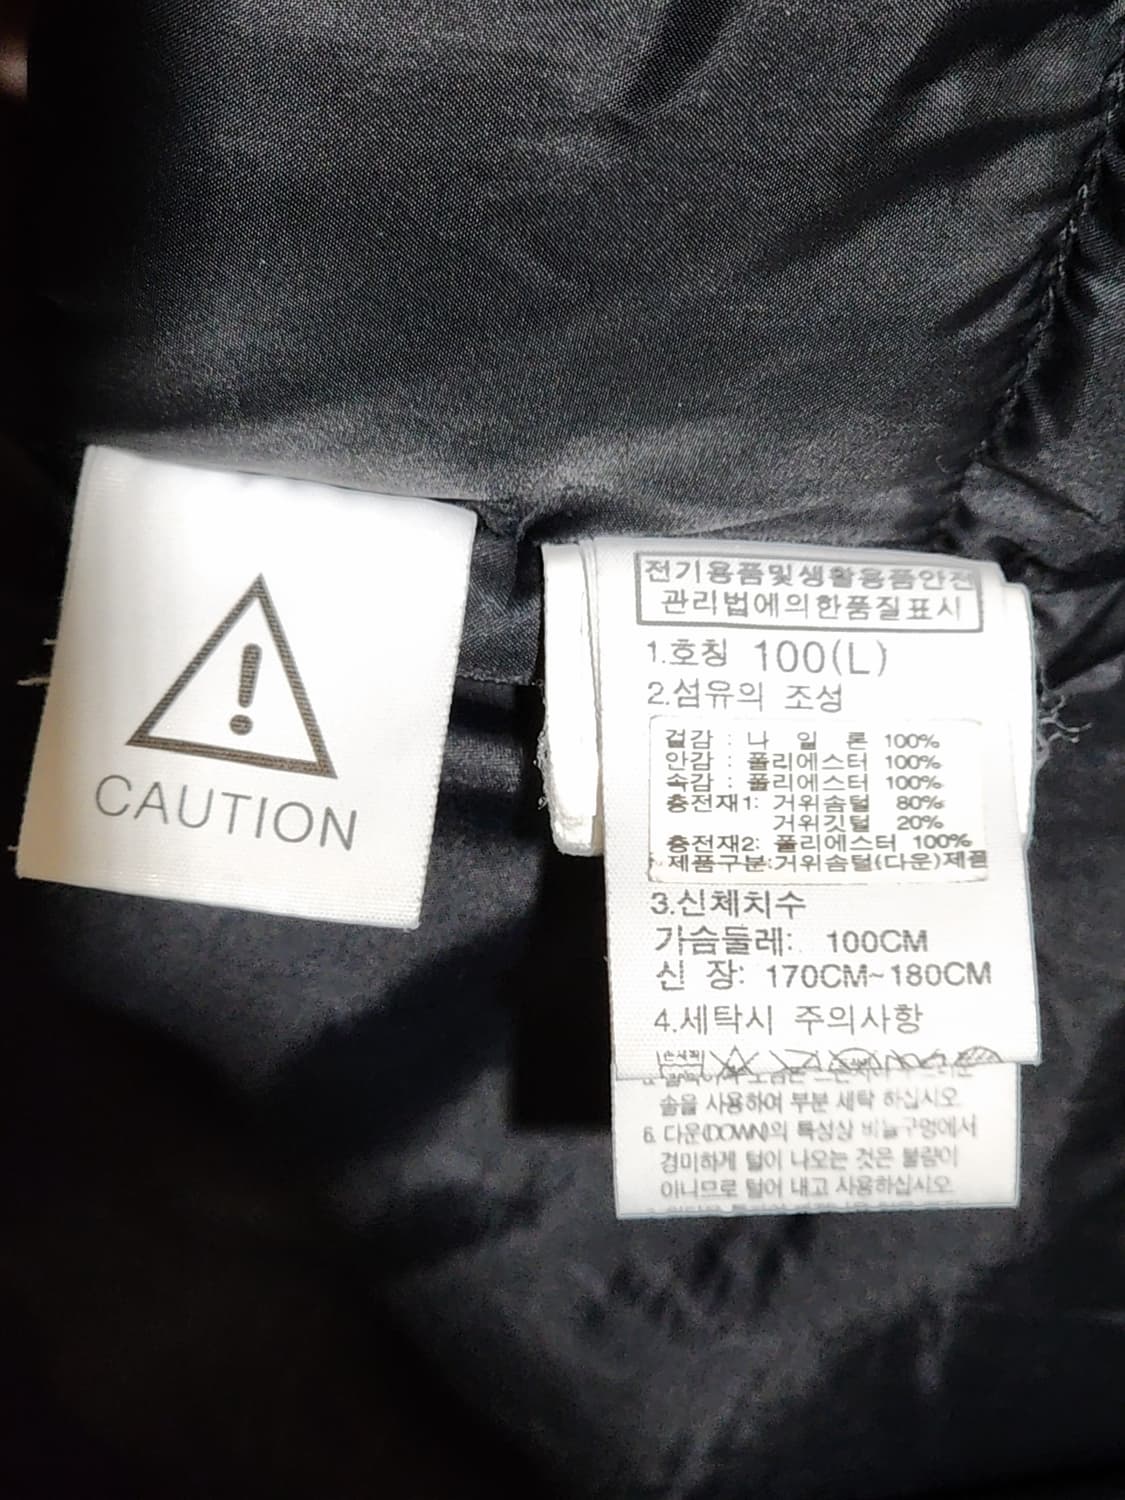 CAUTION
전기용품및생활용품안전
관리법에의한품질표시
1.호칭 100(L)
2.섬유의 조성
겉감 : 나 일 론 100%
안감 : 폴리에스터 100%
속감 : 폴리에스터 100%
충전재1: 거위솜털 80%
거위깃털 20%
충전재2: 폴리에스터 100%
제품구분:거위솜털(다운)제품
3.신체치수
가슴둘레: 100CM
신 장: 170CM~180CM
4.세탁시 주의사항
솔을 사용하여 부분 세탁 하십시오
6. 다운(DOWN)의 특성상 비늘구멍에서
경미하게 털이 나오는 것은 불량이
아니므로 털어 내고 사용하십시오